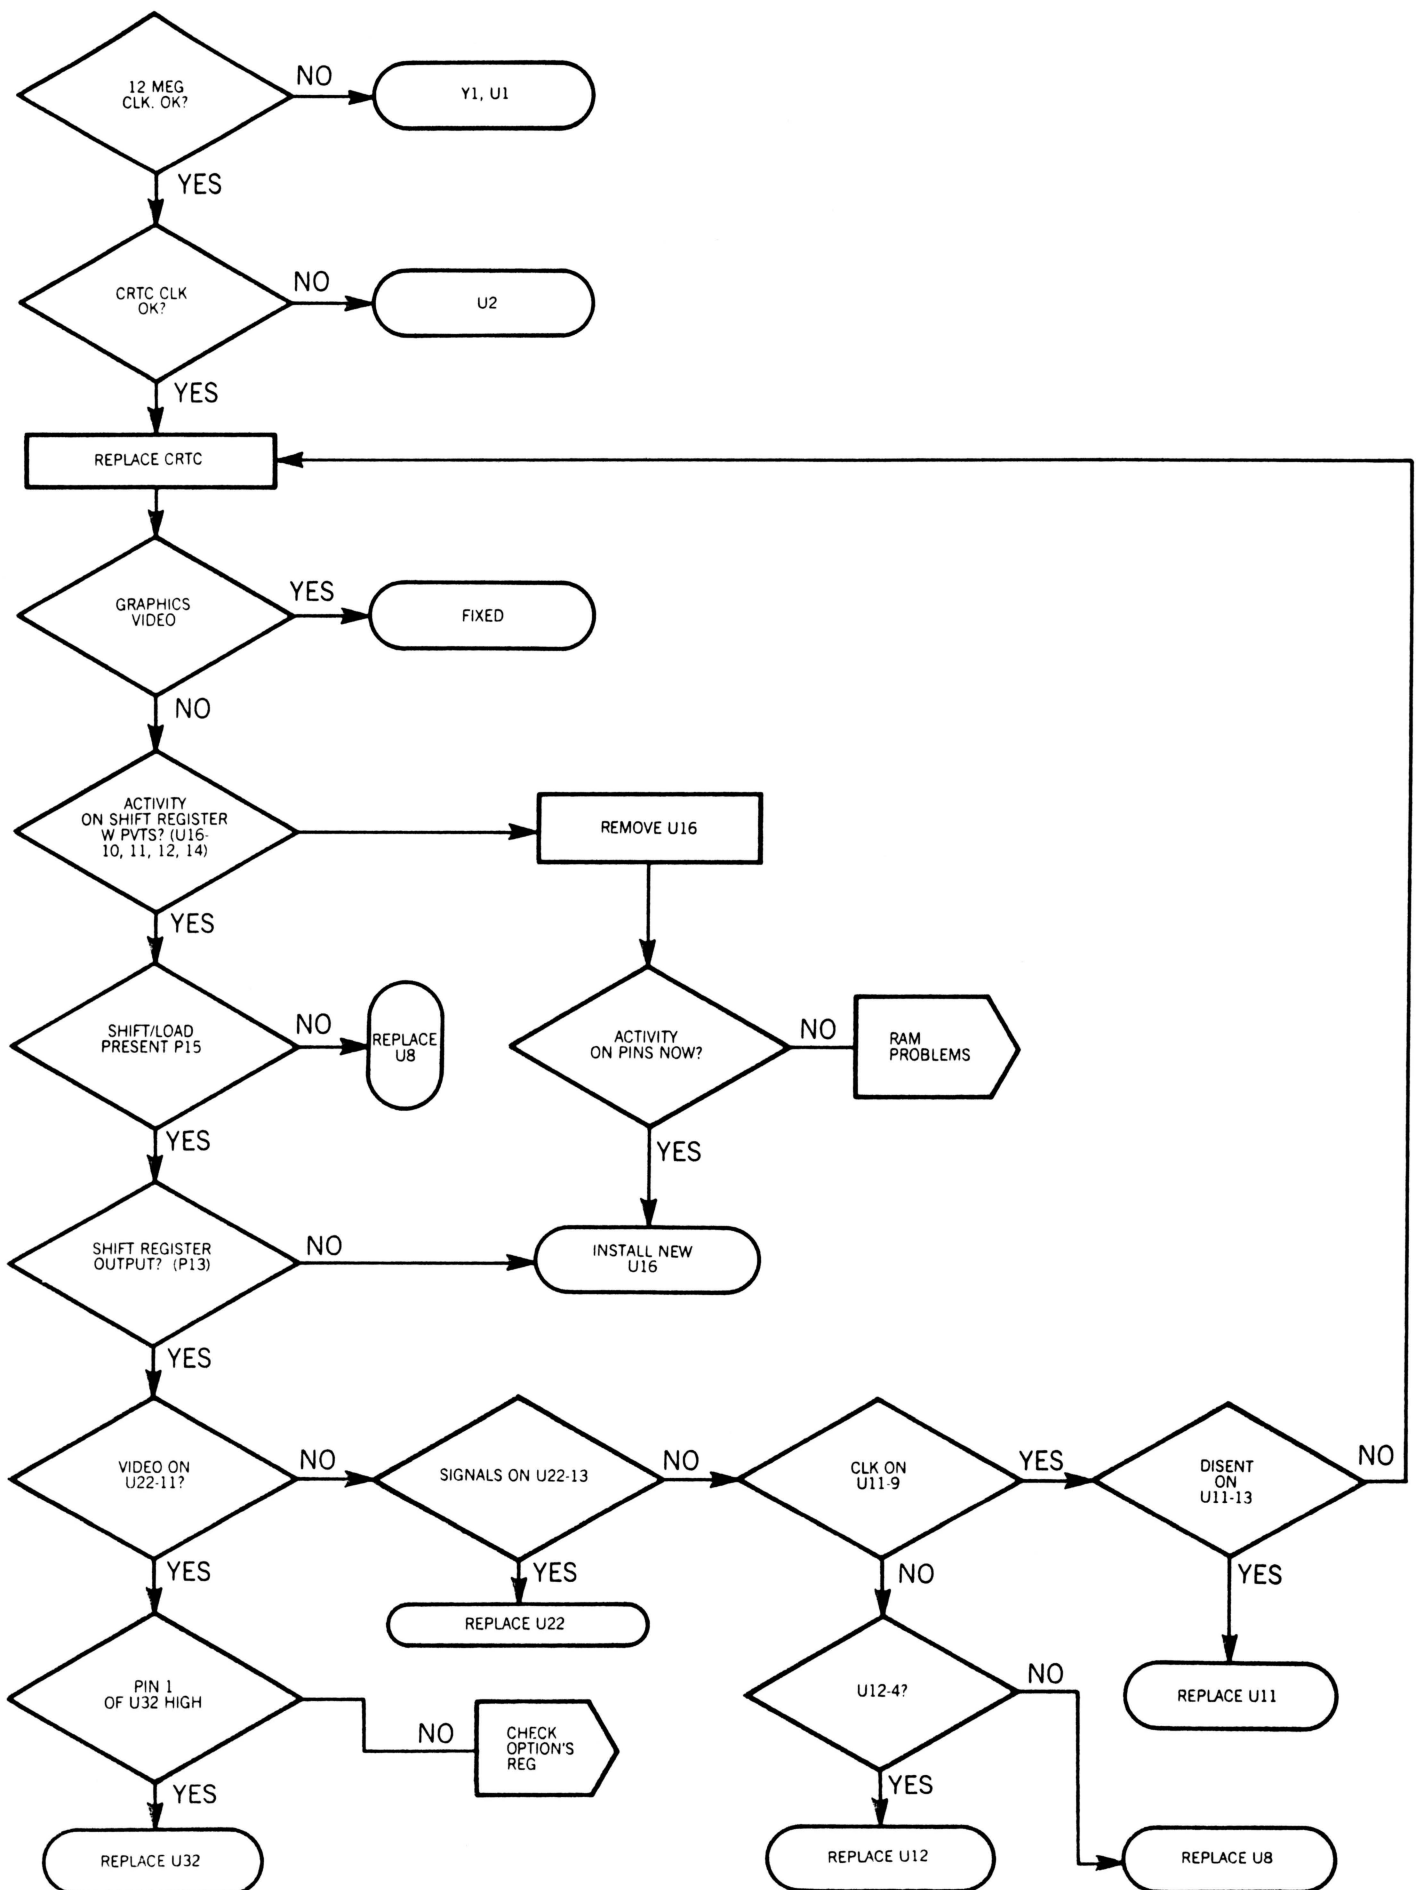 12 MEG
CLK. OK?
NO
Y1, U1
YES
CRTC CLK
OK?
NO
U2
YES
REPLACE CRTC
GRAPHICS
VIDEO
YES
FIXED
NO
ACTIVITY
ON SHIFT REGISTER
W PVTS? (U16-
10, 11, 12, 14)
REMOVE U16
YES
SHIFT/LOAD
PRESENT P15
NO
REPLACE
U8
ACTIVITY
ON PINS NOW?
NO
RAM
PROBLEMS
YES
YES
SHIFT REGISTER
OUTPUT? (P13)
NO
INSTALL NEW
U16
YES
VIDEO ON
U22-11?
NO
SIGNALS ON U22-13
NO
CLK ON
U11-9
YES
DISENT
ON
U11-13
NO
YES
YES
REPLACE U22
NO
YES
PIN 1
OF U32 HIGH
NO
CHECK
OPTION'S
REG
U12-4?
NO
REPLACE U11
YES
REPLACE U32
YES
REPLACE U12
REPLACE U8